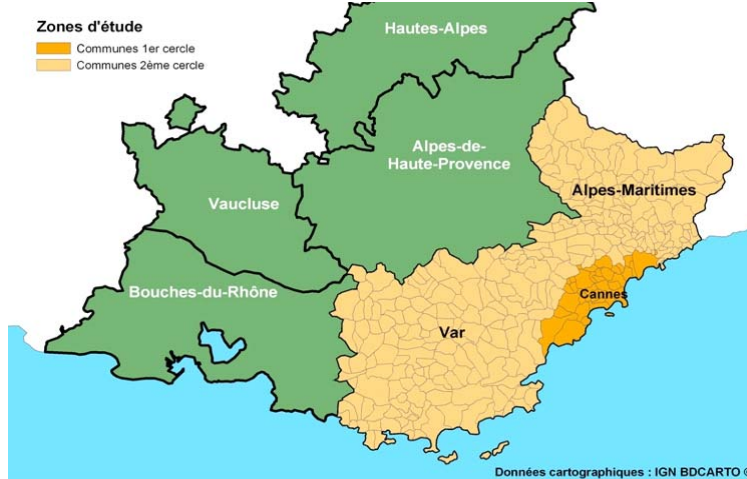 Zones d'étude
Communes 1er cercle
Communes 2ème cercle
Hautes-Alpes
Alpes-de-
Haute-Provence
Alpes-Maritimes
Vaucluse
Bouches-du-Rhône
Cannes
Var
Données cartographiques : IGN BDCARTO ©